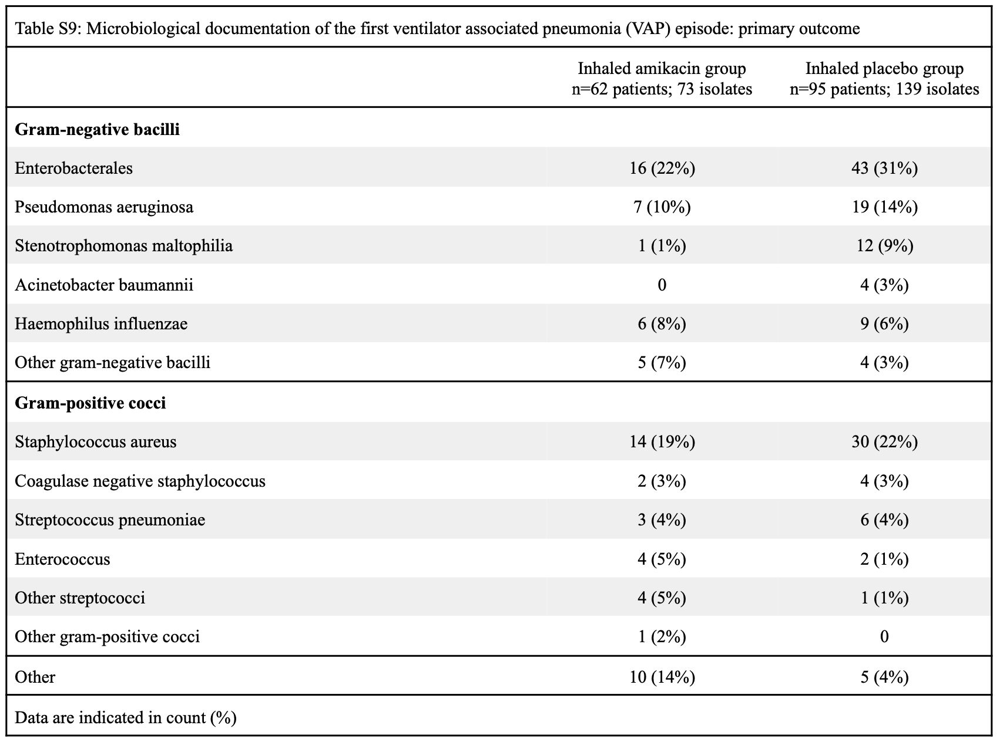 Table S9: Microbiological documentation of the first ventilator associated pneumonia (VAP) episode: primary outcome
Inhaled amikacin group Inhaled placebo group
n=62 patients; 73 isolates n=95 patients; 139 isolates
Gram-negative bacilli
Enterobacterales 16 (22%) 43 (31%)
Pseudomonas aeruginosa 7 (10%) 19 (14%)
Stenotrophomonas maltophilia 1 (1%) 12 (9%)
Acinetobacter baumannii 0 4 (3%)
Haemophilus influenzae 6 (8%) 9 (6%)
Other gram-negative bacilli 5 (7%) 4 (3%)
Gram-positive cocci
Staphylococcus aureus 14 (19%) 30 (22%)
Coagulase negative staphylococcus 2 (3%) 4 (3%)
Streptococcus pneumoniae 3 (4%) 6 (4%)
Enterococcus 4 (5%) 2 (1%)
Other streptococci 4 (5%) 1 (1%)
Other gram-positive cocci 1 (2%) 0
Other 10 (14%) 5 (4%)
Data are indicated in count (%)